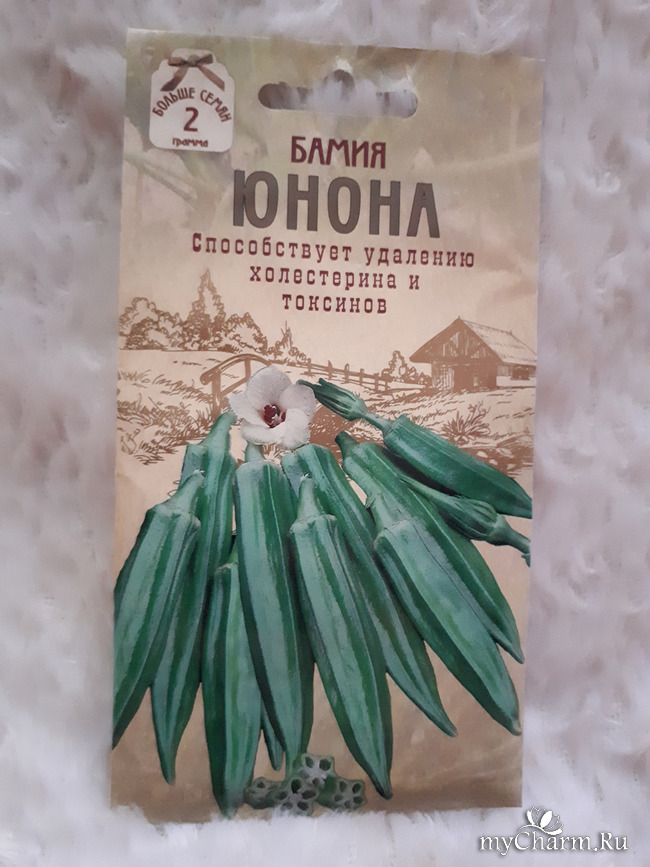 БОЛЬШЕ СЕМЯН
2
грамма
БАМИЯ
ЮНОНА
Способствует удалению
холестерина и
токсинов
myCharm.Ru